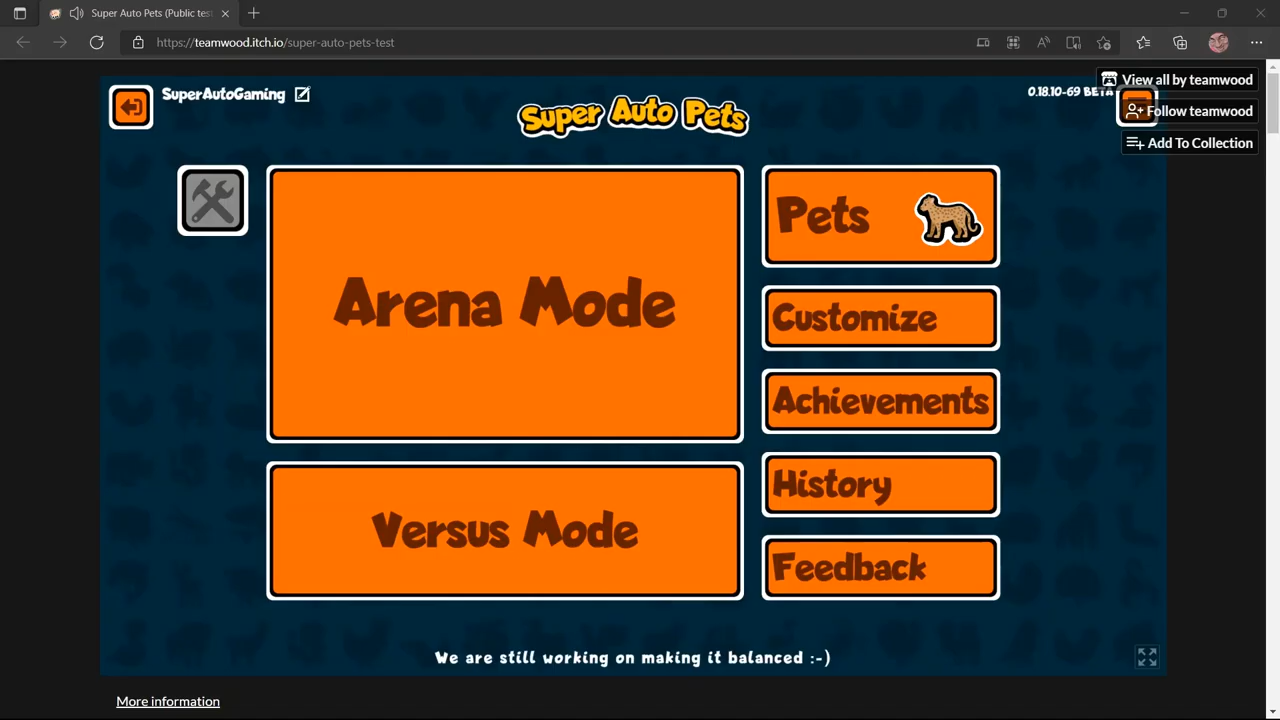 Super Auto Pets (Public test
https://teamwood.itch.io/super-auto-pets-test
View all by teamwood
SuperAutoGaming
0.18.10-69 BETA
Follow teamwood
Super Auto Pets
Add To Collection
Arena Mode
Pets
Customize
Achievements
History
Versus Mode
Feedback
We are still working on making it balanced :-)
More information